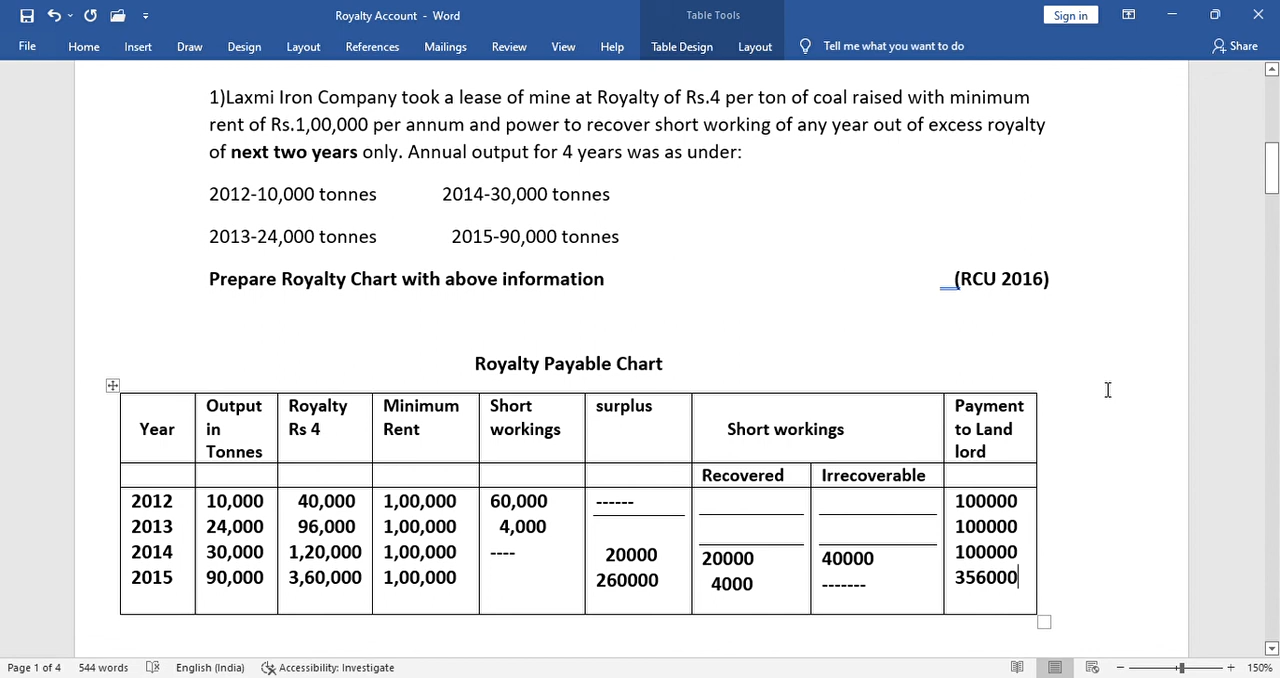 Royalty Account - Word
Table Tools
Sign in
File Home Insert Draw Design Layout References Mailings Review View Help Table Design Layout Tell me what you want to do Share
1)Laxmi Iron Company took a lease of mine at Royalty of Rs.4 per ton of coal raised with minimum
rent of Rs.1,00,000 per annum and power to recover short working of any year out of excess royalty
of next two years only. Annual output for 4 years was as under:
2012-10,000 tonnes 2014-30,000 tonnes
2013-24,000 tonnes 2015-90,000 tonnes
Prepare Royalty Chart with above information (RCU 2016)
Royalty Payable Chart
Year Output in Tonnes Royalty Rs 4 Minimum Rent Short workings surplus Short workings Payment to Land lord
Recovered Irrecoverable
2012 10,000 40,000 1,00,000 60,000 ------ 100000
2013 24,000 96,000 1,00,000 4,000 100000
2014 30,000 1,20,000 1,00,000 ---- 20000 20000 40000 100000
2015 90,000 3,60,000 1,00,000 260000 4000 ------- 356000
Page 1 of 4 544 words English (India) Accessibility: Investigate 150%